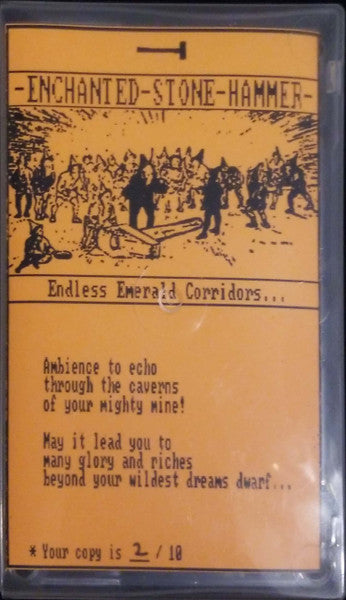 -ENCHANTED-STONE-HAMMER-
Endless Emerald Corridors...
Ambience to echo
through the caverns
of your mighty mine!
May it lead you to
many glory and riches
beyond your wildest dreams dwarf...
* Your copy is 2 / 10